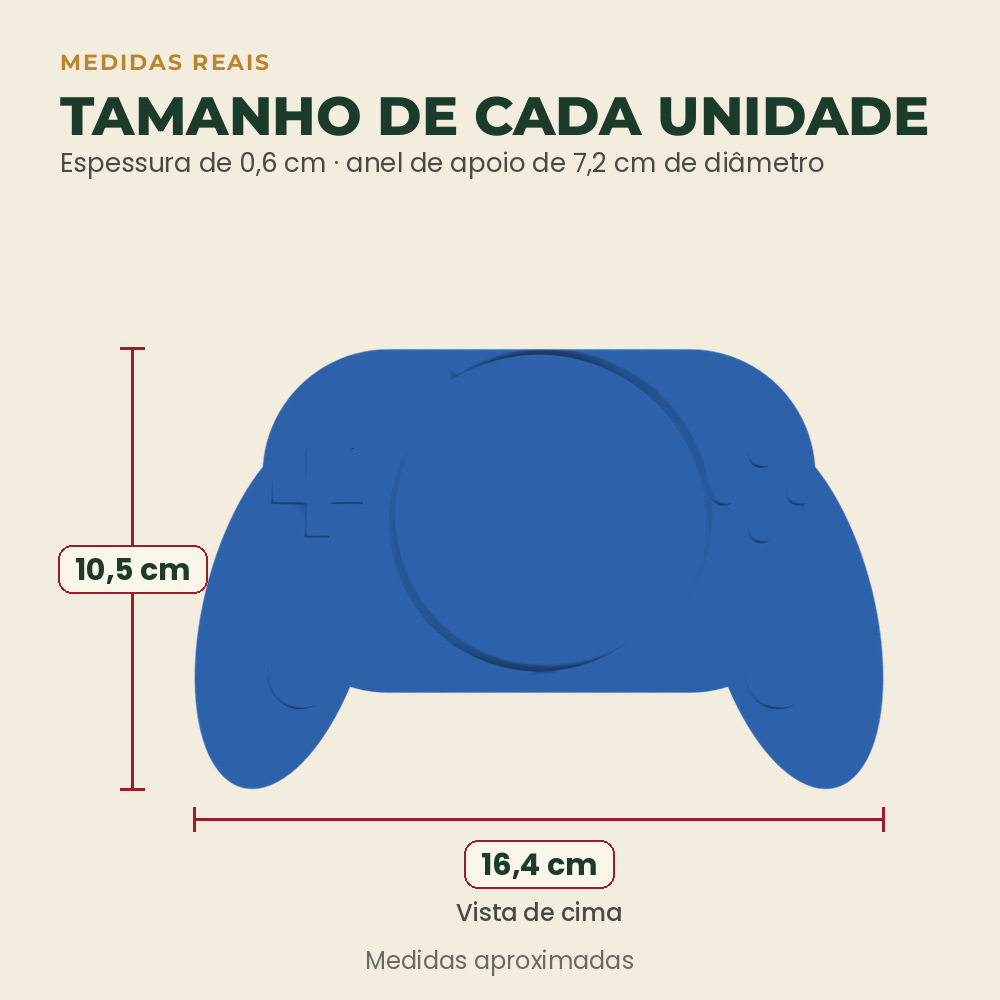 MEDIDAS REAIS
TAMANHO DE CADA UNIDADE
Espessura de 0,6 cm · anel de apoio de 7,2 cm de diâmetro
10,5 cm
16,4 cm
Vista de cima
Medidas aproximadas